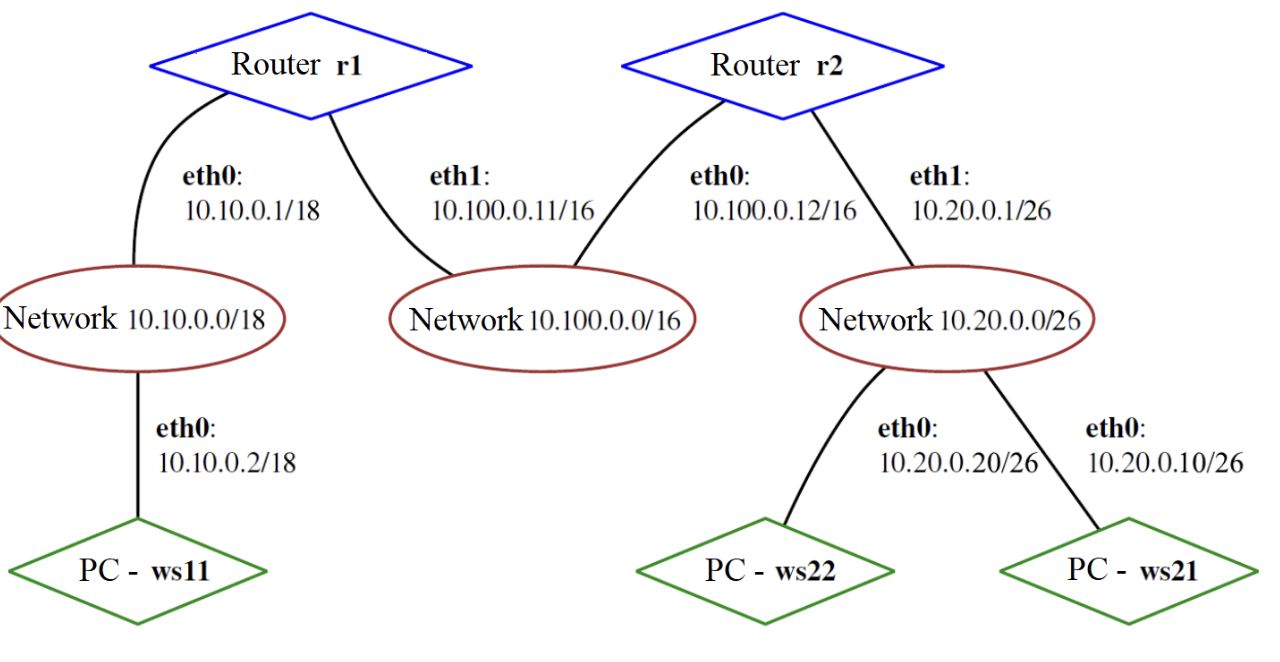 Router r1
Router r2
eth0:
10.10.0.1/18
eth1:
10.100.0.11/16
eth0:
10.100.0.12/16
eth1:
10.20.0.1/26
Network 10.10.0.0/18
Network 10.100.0.0/16
Network 10.20.0.0/26
eth0:
10.10.0.2/18
eth0:
10.20.0.20/26
eth0:
10.20.0.10/26
PC - ws11
PC - ws22
PC - ws21